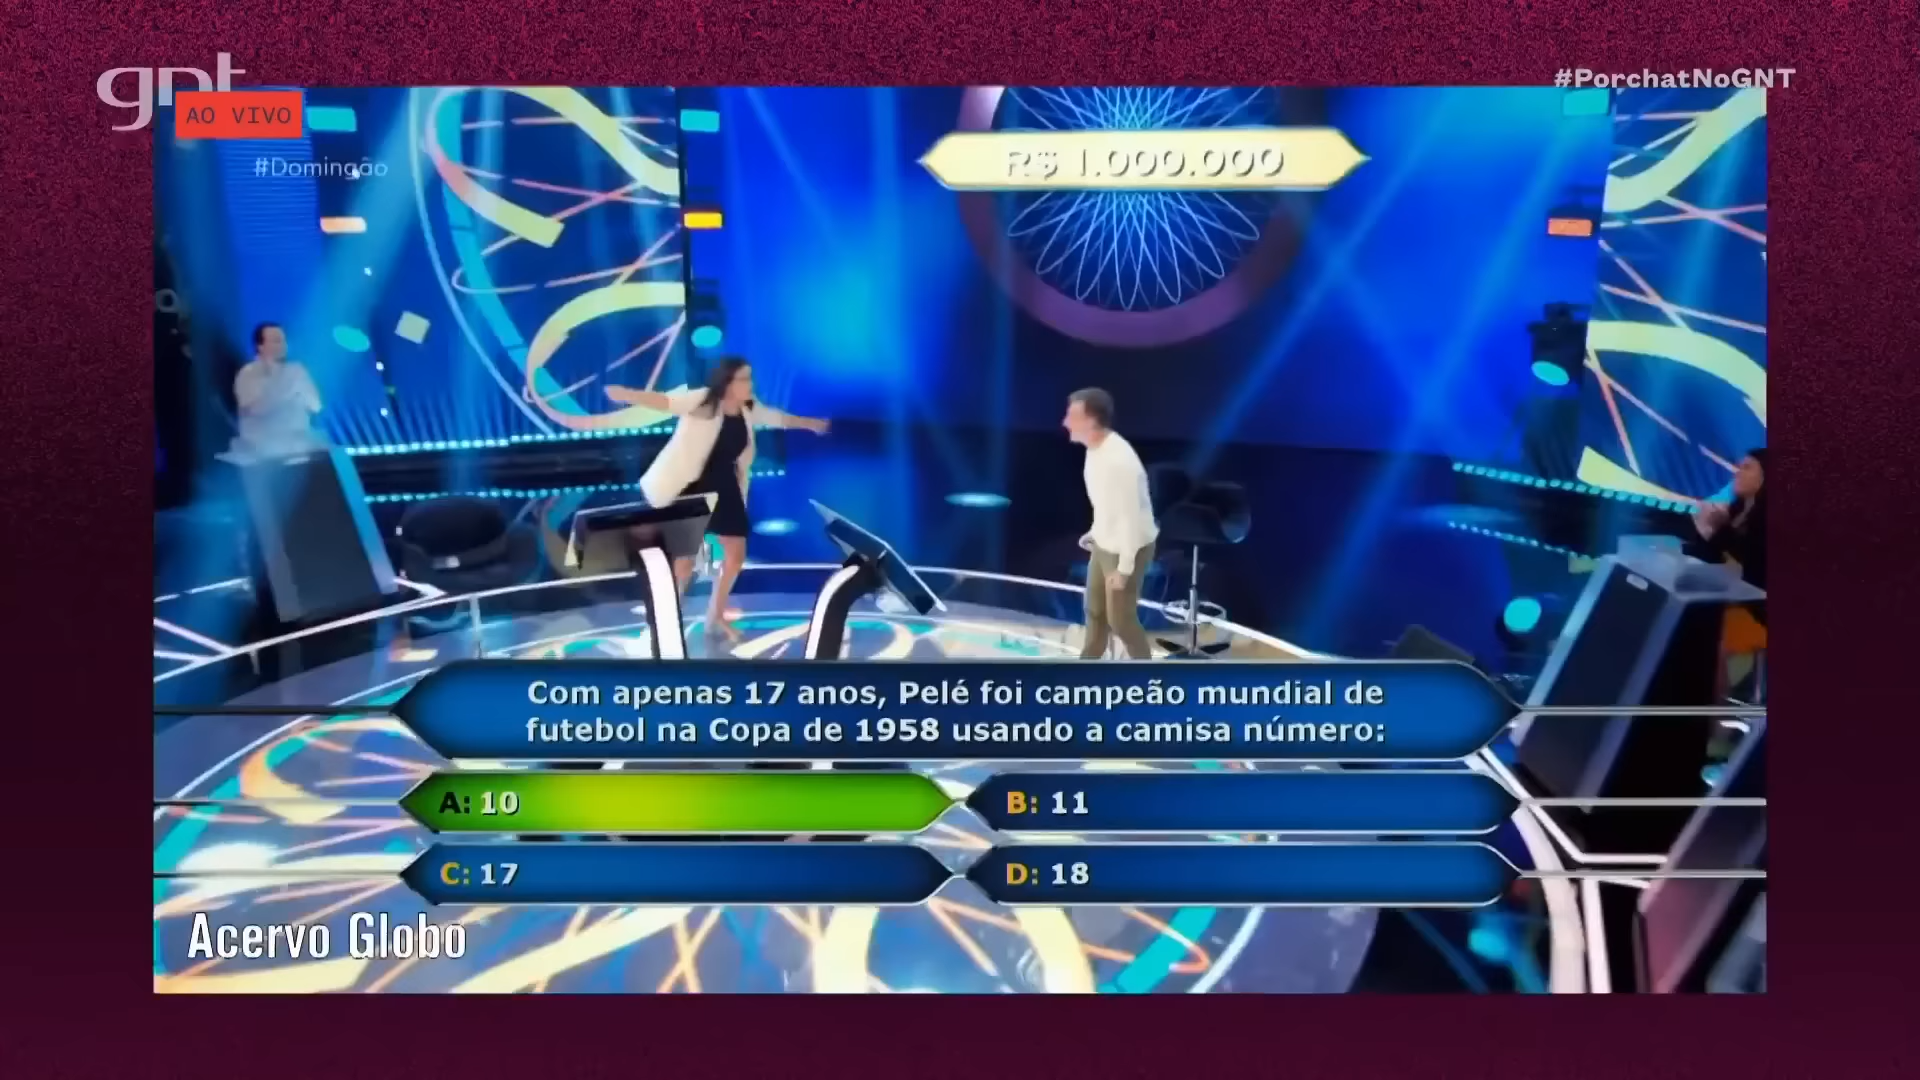 gnt
#PorchatNoGNT
AO VIVO
#Domingão
R$ 1.000.000
Com apenas 17 anos, Pelé foi campeão mundial de
futebol na Copa de 1958 usando a camisa número:
A: 10
B: 11
C: 17
D: 18
Acervo Globo